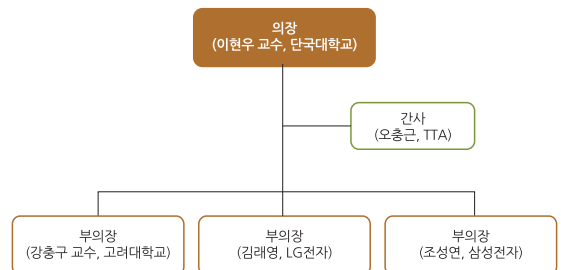 의장
(이현우 교수, 단국대학교)
간사
(오충근, TTA)
부의장
(강충구 교수, 고려대학교)
부의장
(김래영, LG전자)
부의장
(조성연, 삼성전자)